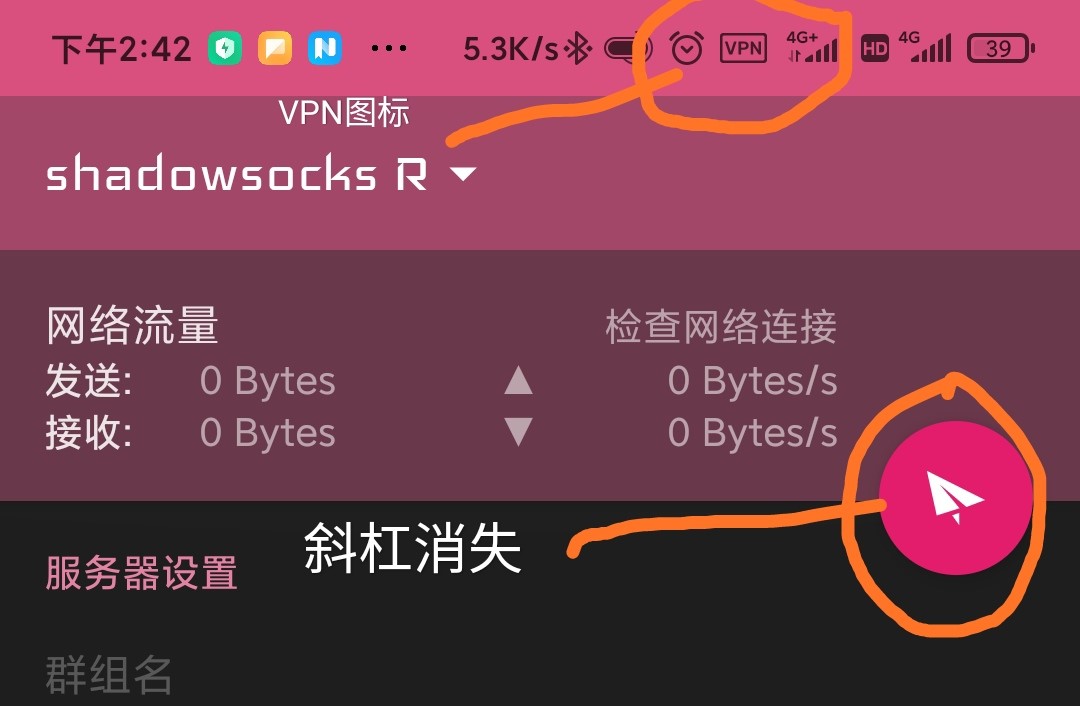 下午2:42 ... 5.3K/s VPN 4G+ HD 4G 39
VPN图标
shadowsocks R
网络流量 检查网络连接
发送: 0 Bytes ▲ 0 Bytes/s
接收: 0 Bytes ▼ 0 Bytes/s
斜杠消失
服务器设置
群组名